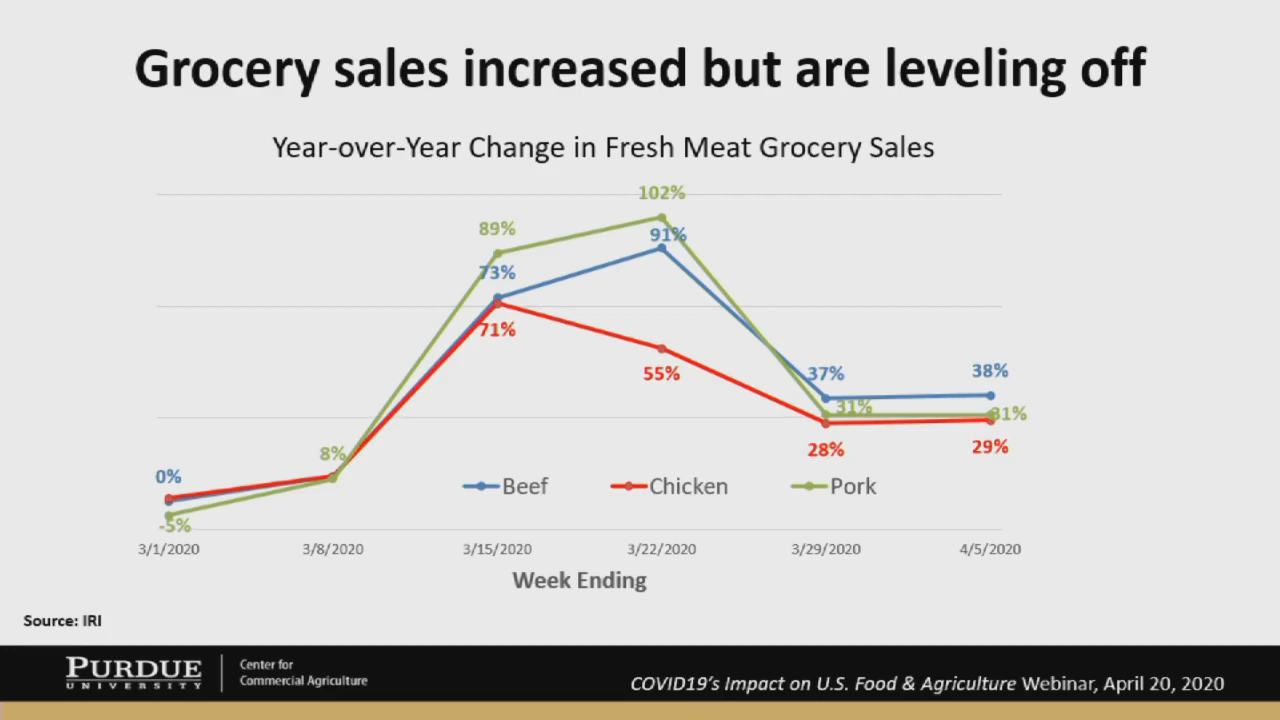 Grocery sales increased but are leveling off
Year-over-Year Change in Fresh Meat Grocery Sales
102%
89%
91%
73%
71%
55%
37%
38%
31%
31%
28%
29%
8%
0%
-5%
Beef
Chicken
Pork
3/1/2020
3/8/2020
3/15/2020
3/22/2020
3/29/2020
4/5/2020
Week Ending
Source: IRI
PURDUE
UNIVERSITY
Center for
Commercial Agriculture
COVID19's Impact on U.S. Food & Agriculture Webinar, April 20, 2020